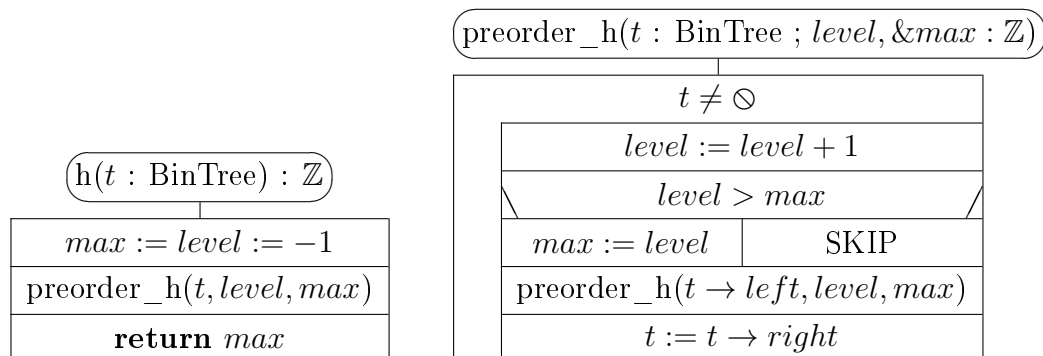 h(t : BinTree) : ℤ
max := level := −1
preorder_h(t, level, max)
return max
preorder_h(t : BinTree ; level, &max : ℤ)
t ≠ ⦸
level := level + 1
level > max
max := level
SKIP
preorder_h(t → left, level, max)
t := t → right